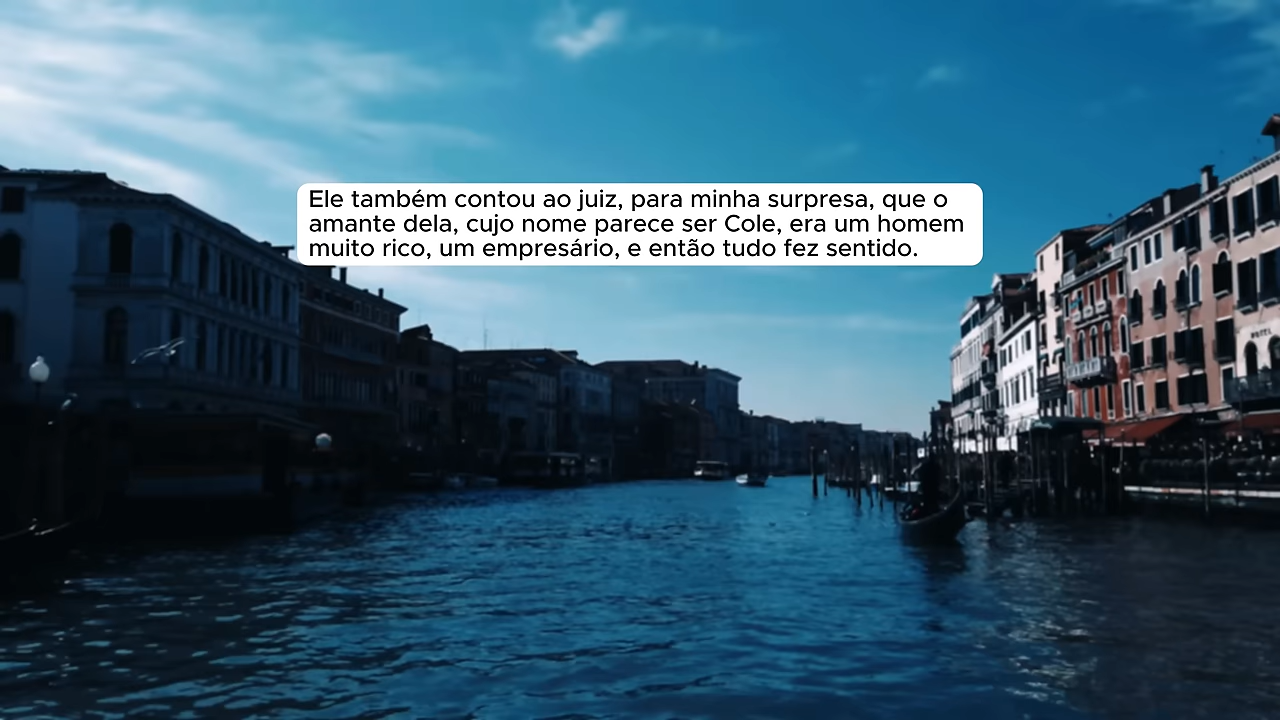 Ele também contou ao juiz, para minha surpresa, que o
amante dela, cujo nome parece ser Cole, era um homem
muito rico, um empresário, e então tudo fez sentido.
HOTEL